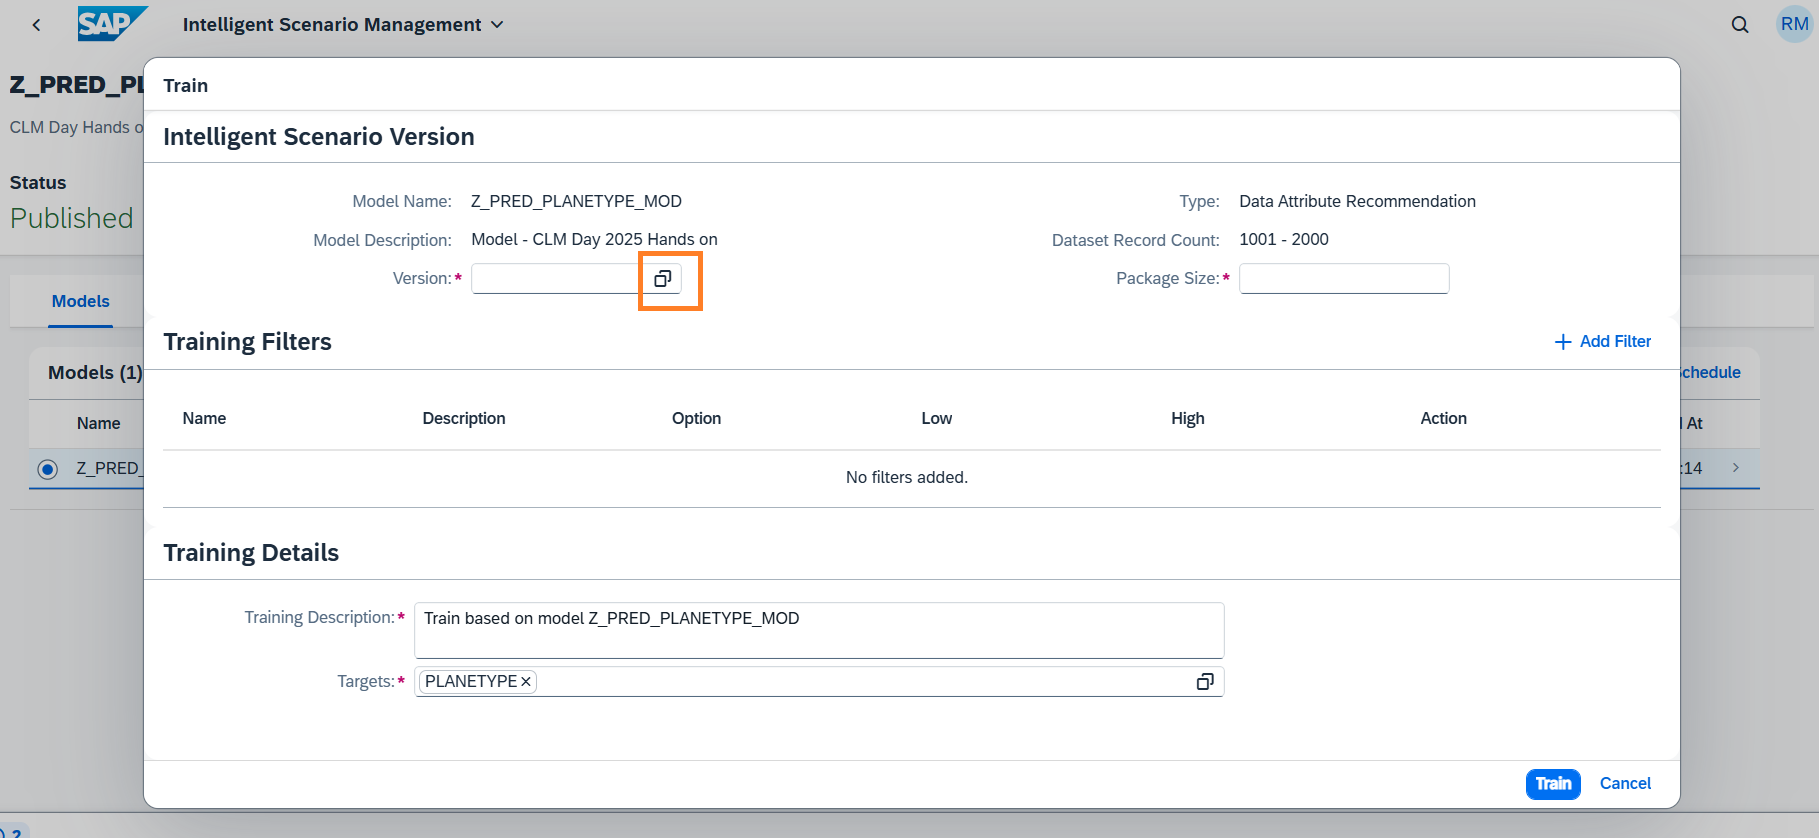 SAP Intelligent Scenario Management RM
Z_PRED_PL
CLM Day Hands o
Status
Published
Models
Models (1)
Name
Z_PRED_
Train
Intelligent Scenario Version
Model Name: Z_PRED_PLANETYPE_MOD Type: Data Attribute Recommendation
Model Description: Model - CLM Day 2025 Hands on Dataset Record Count: 1001 - 2000
Version:* Package Size:*
Training Filters + Add Filter
Name Description Option Low High Action
No filters added.
Training Details
Training Description:* Train based on model Z_PRED_PLANETYPE_MOD
Targets:* PLANETYPE ×
Train Cancel
chedule
At
:14
2